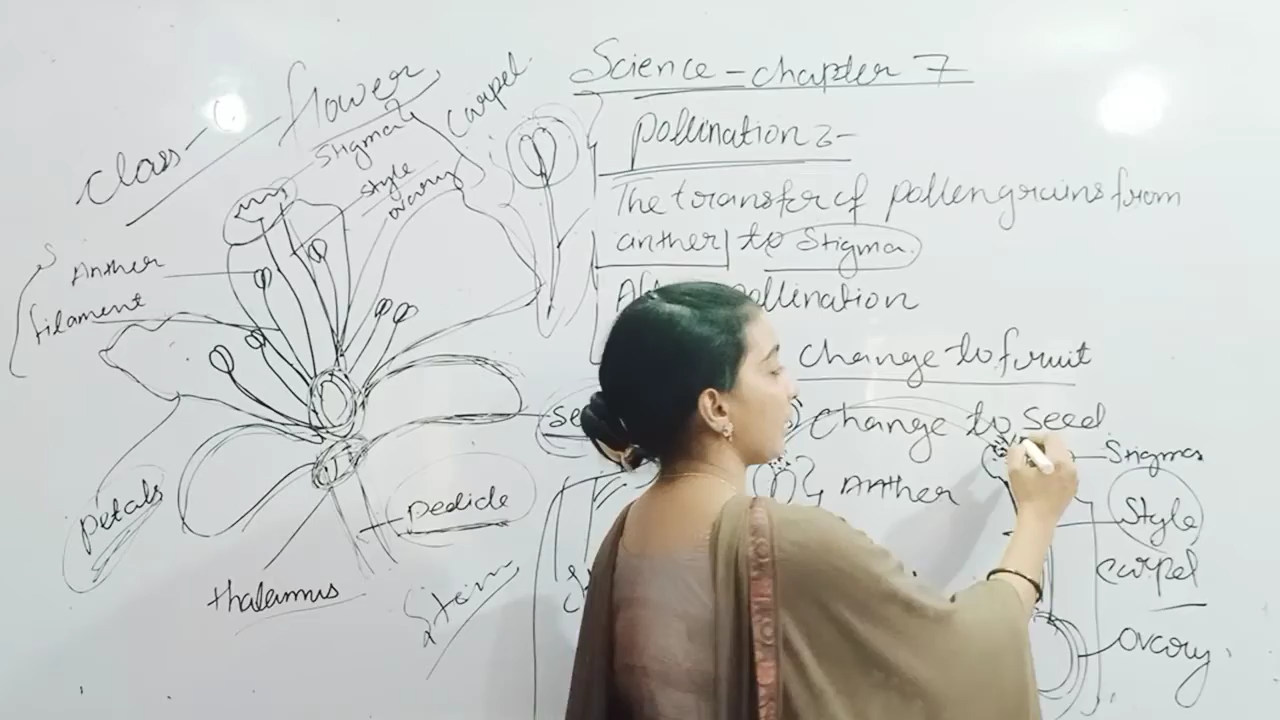 Class-
flower
Stigma
Style
ovary
Carpel
Anther
filament
petals
thalamus
Pedicle
Stem
Science - chapter 7
pollination :-
The transfer of pollengrains from
anther to Stigma.
pollination
change to fruit
change to seed
Anther
Stigma
Style
carpel
ovary